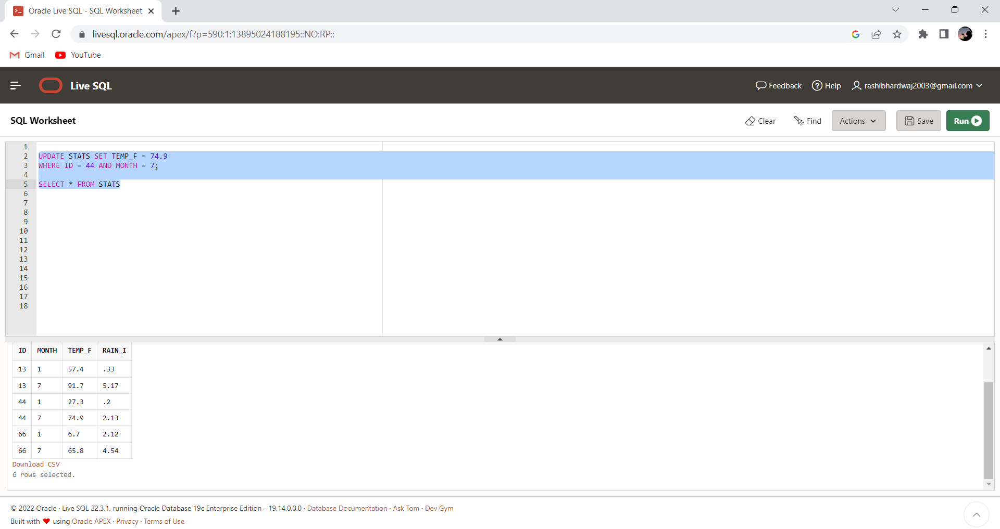 Oracle Live SQL - SQL Worksheet
livesql.oracle.com/apex/f?p=590:1:13895024188195::NO:RP::
Gmail YouTube
Live SQL Feedback Help rashibhardwaj2003@gmail.com
SQL Worksheet Clear Find Actions Save Run
1
2 UPDATE STATS SET TEMP_F = 74.9
3 WHERE ID = 44 AND MONTH = 7;
4
5 SELECT * FROM STATS
6
7
8
9
10
11
12
13
14
15
16
17
18
ID MONTH TEMP_F RAIN_I
13 1 57.4 .33
13 7 91.7 5.17
44 1 27.3 .2
44 7 74.9 2.13
66 1 6.7 2.12
66 7 65.8 4.54
Download CSV
6 rows selected.
© 2022 Oracle · Live SQL 22.3.1, running Oracle Database 19c Enterprise Edition - 19.14.0.0.0 · Database Documentation · Ask Tom · Dev Gym
Built with ❤ using Oracle APEX · Privacy · Terms of Use